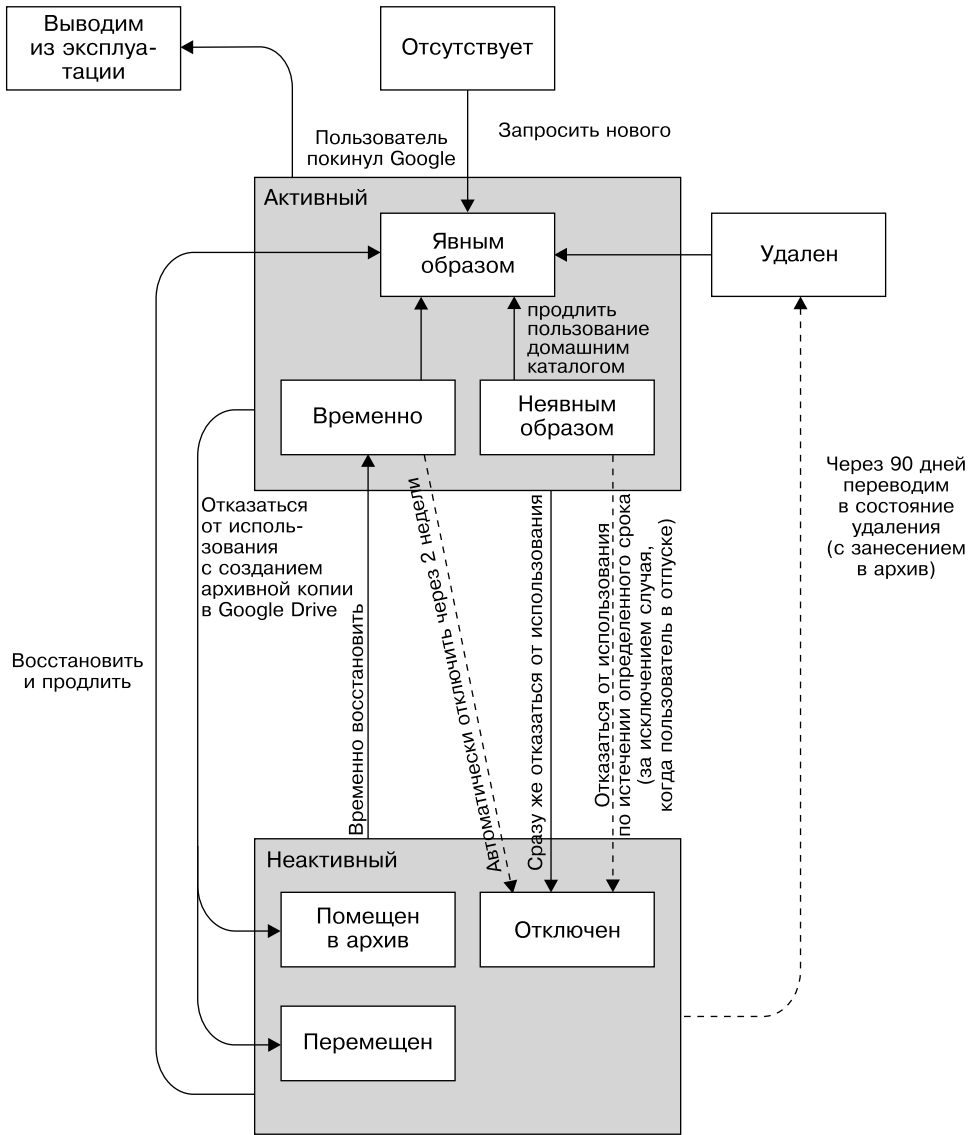 Выводим
из эксплуа-
тации
Отсутствует
Запросить нового
Пользователь
покинул Google
Активный
Явным
образом
Удален
продлить
пользование
домашним
каталогом
Временно
Неявным
образом
Через 90 дней
переводим
в состояние
удаления
(с занесением
в архив)
Отказаться
от исполь-
зования
с созданием
архивной копии
в Google Drive
Восстановить
и продлить
Временно восстановить
Автоматически отключить через 2 недели
Сразу же отказаться от использования
Отказаться от использования
по истечении определенного срока
(за исключением случая,
когда пользователь в отпуске)
Неактивный
Помещен
в архив
Отключен
Перемещен